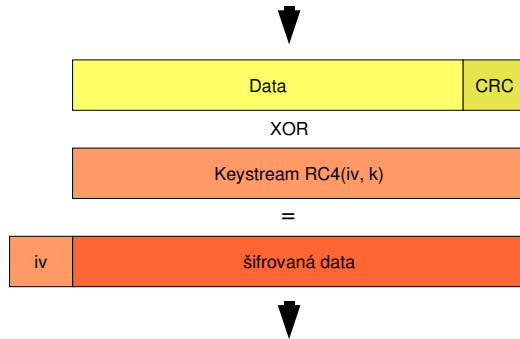 Data CRC
XOR
Keystream RC4(iv, k)
=
iv šifrovaná data